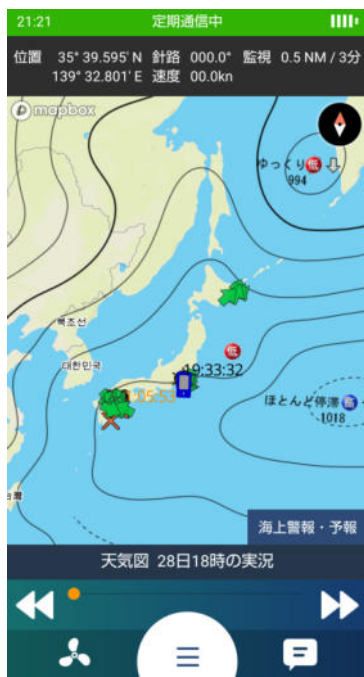 21:21 定期通信中
位置 35° 39.595' N 針路 000.0° 監視 0.5 NM / 3分
139° 32.801' E 速度 00.0kn
mapbox
ゆっくり 低
994
북조선
低
19:33:32
대한민국
:05:53
ほとんど停滞 高
1018
灣
海上警報・予報
天気図 28日18時の実況